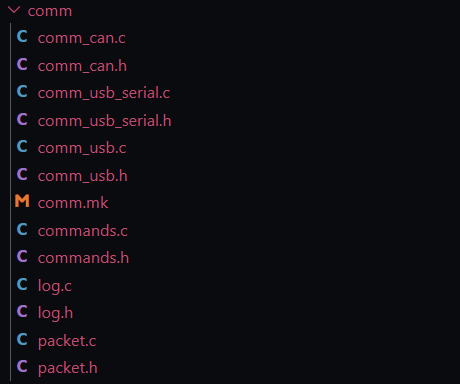 comm
C comm_can.c
C comm_can.h
C comm_usb_serial.c
C comm_usb_serial.h
C comm_usb.c
C comm_usb.h
M comm.mk
C commands.c
C commands.h
C log.c
C log.h
C packet.c
C packet.h